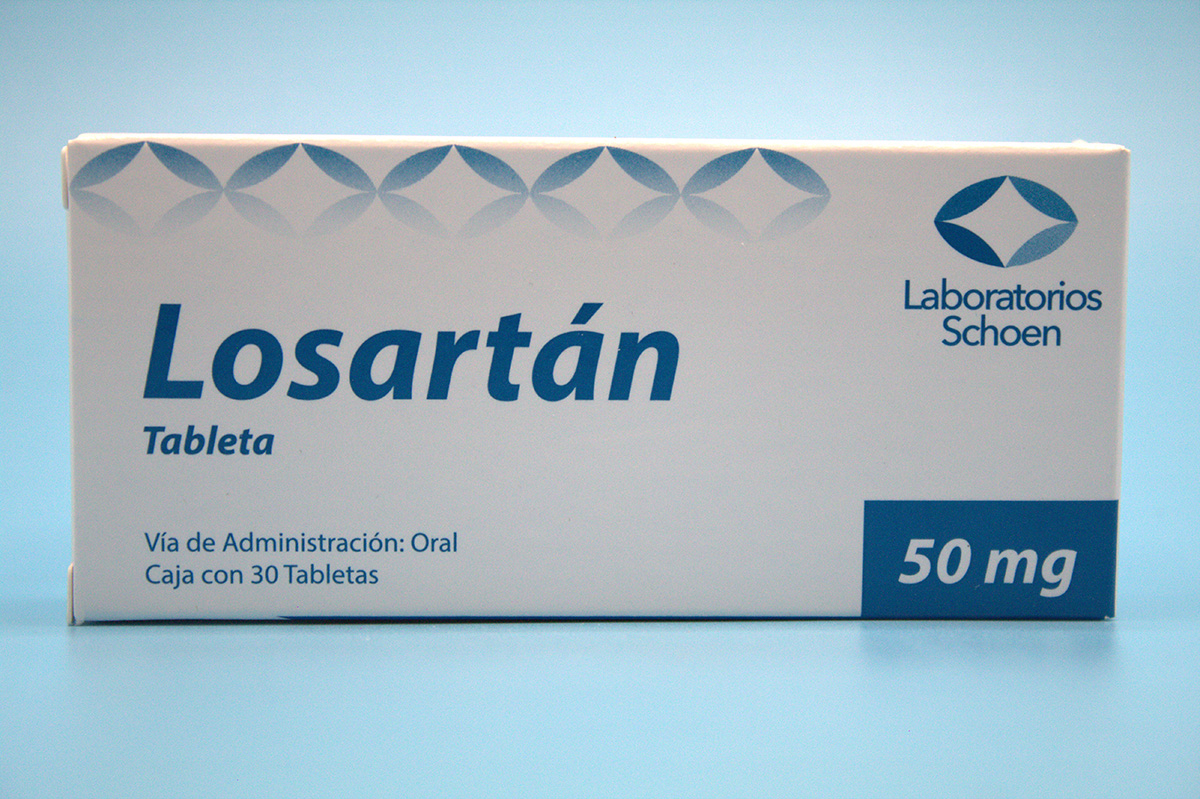 Laboratorios
Schoen
Losartán
Tableta
Vía de Administración: Oral
Caja con 30 Tabletas
50 mg